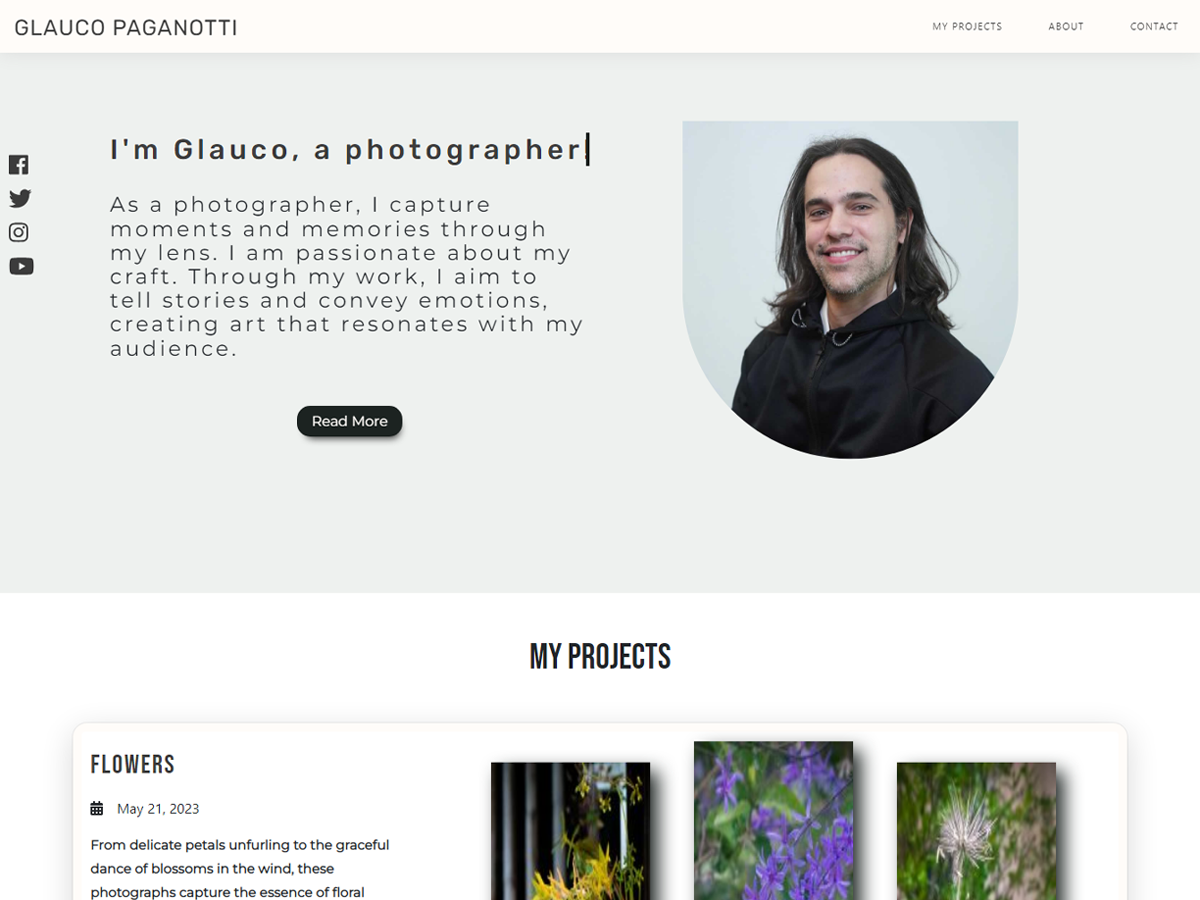 GLAUCO PAGANOTTI
MY PROJECTS
ABOUT
CONTACT
I'm Glauco, a photographer.
As a photographer, I capture
moments and memories through
my lens. I am passionate about my
craft. Through my work, I aim to
tell stories and convey emotions,
creating art that resonates with my
audience.
Read More
MY PROJECTS
FLOWERS
May 21, 2023
From delicate petals unfurling to the graceful
dance of blossoms in the wind, these
photographs capture the essence of floral